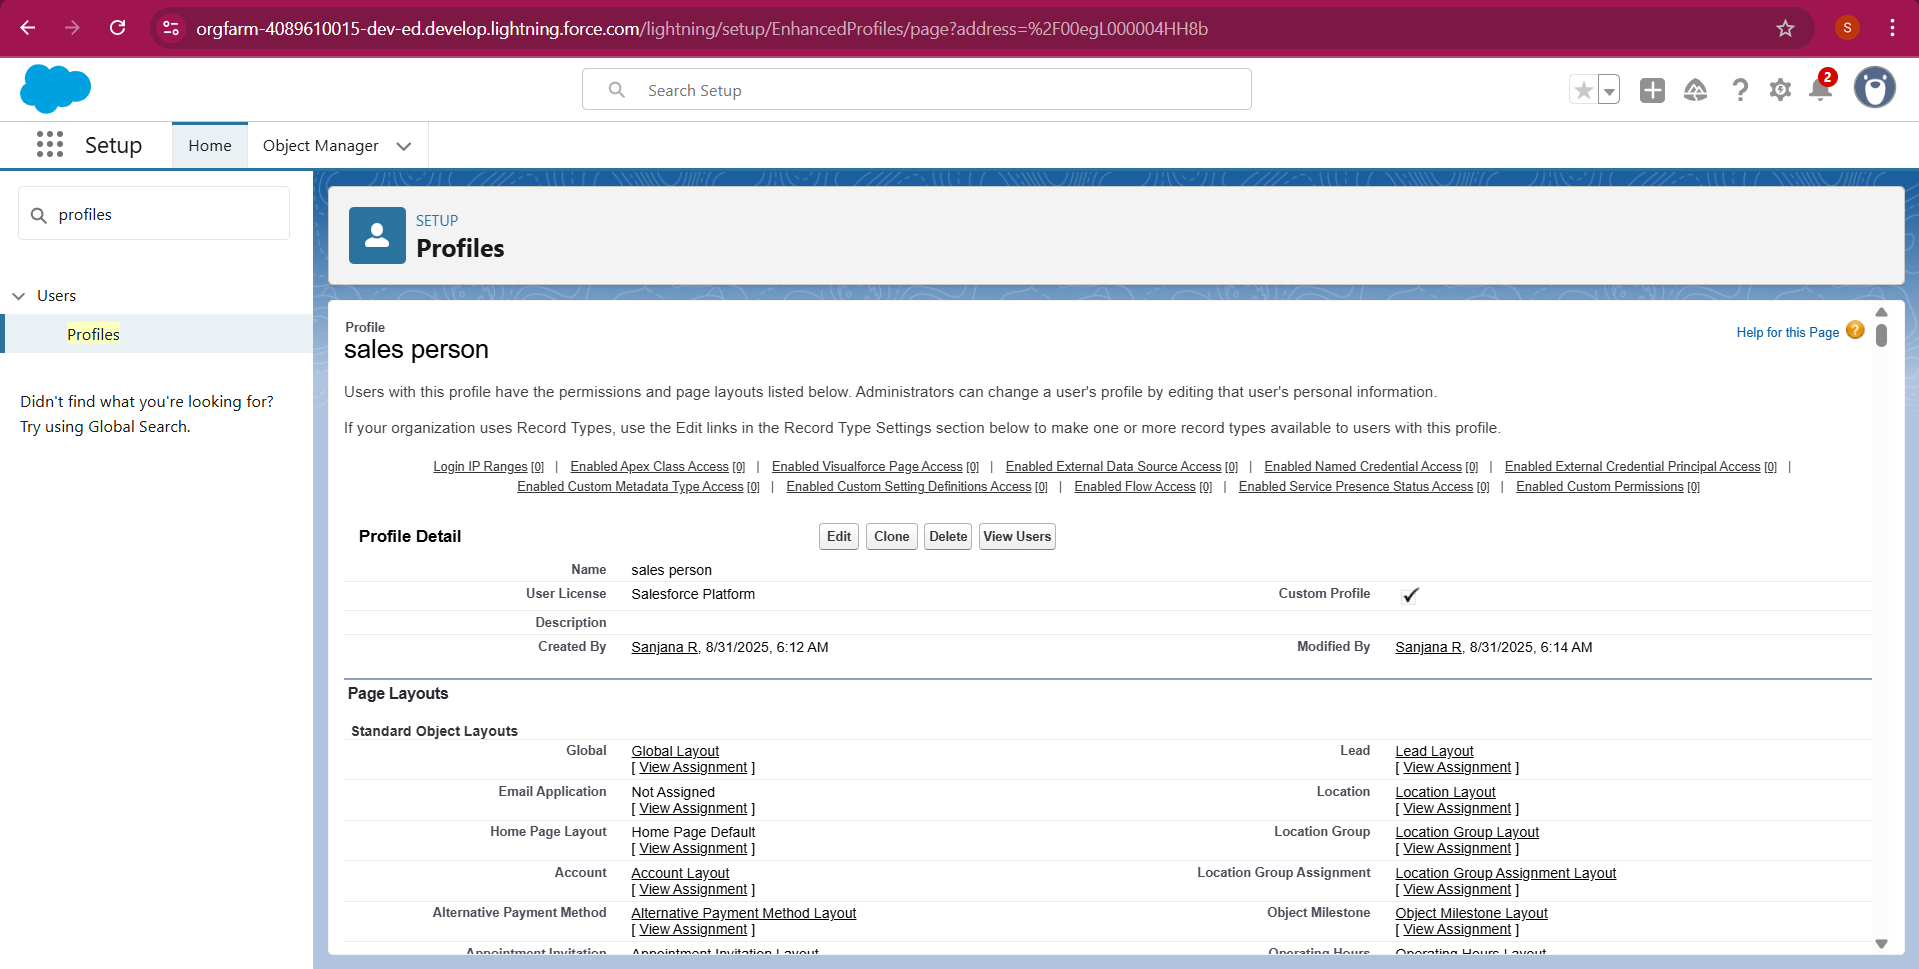 orgfarm-4089610015-dev-ed.develop.lightning.force.com/lightning/setup/EnhancedProfiles/page?address=%2F00egL000004HH8b
S
Search Setup
2
Setup
Home
Object Manager
profiles
Users
Profiles
Didn't find what you're looking for?
Try using Global Search.
SETUP
Profiles
Profile
sales person
Help for this Page ?
Users with this profile have the permissions and page layouts listed below. Administrators can change a user's profile by editing that user's personal information.
If your organization uses Record Types, use the Edit links in the Record Type Settings section below to make one or more record types available to users with this profile.
Login IP Ranges [0] | Enabled Apex Class Access [0] | Enabled Visualforce Page Access [0] | Enabled External Data Source Access [0] | Enabled Named Credential Access [0] | Enabled External Credential Principal Access [0] |
Enabled Custom Metadata Type Access [0] | Enabled Custom Setting Definitions Access [0] | Enabled Flow Access [0] | Enabled Service Presence Status Access [0] | Enabled Custom Permissions [0]
Profile Detail Edit Clone Delete View Users
Name sales person
User License Salesforce Platform Custom Profile
Description
Created By Sanjana R, 8/31/2025, 6:12 AM Modified By Sanjana R, 8/31/2025, 6:14 AM
Page Layouts
Standard Object Layouts
Global Global Layout Lead Lead Layout
[ View Assignment ] [ View Assignment ]
Email Application Not Assigned Location Location Layout
[ View Assignment ] [ View Assignment ]
Home Page Layout Home Page Default Location Group Location Group Layout
[ View Assignment ] [ View Assignment ]
Account Account Layout Location Group Assignment Location Group Assignment Layout
[ View Assignment ] [ View Assignment ]
Alternative Payment Method Alternative Payment Method Layout Object Milestone Object Milestone Layout
[ View Assignment ] [ View Assignment ]
Appointment Invitation Appointment Invitation Layout Operating Hours Operating Hours Layout